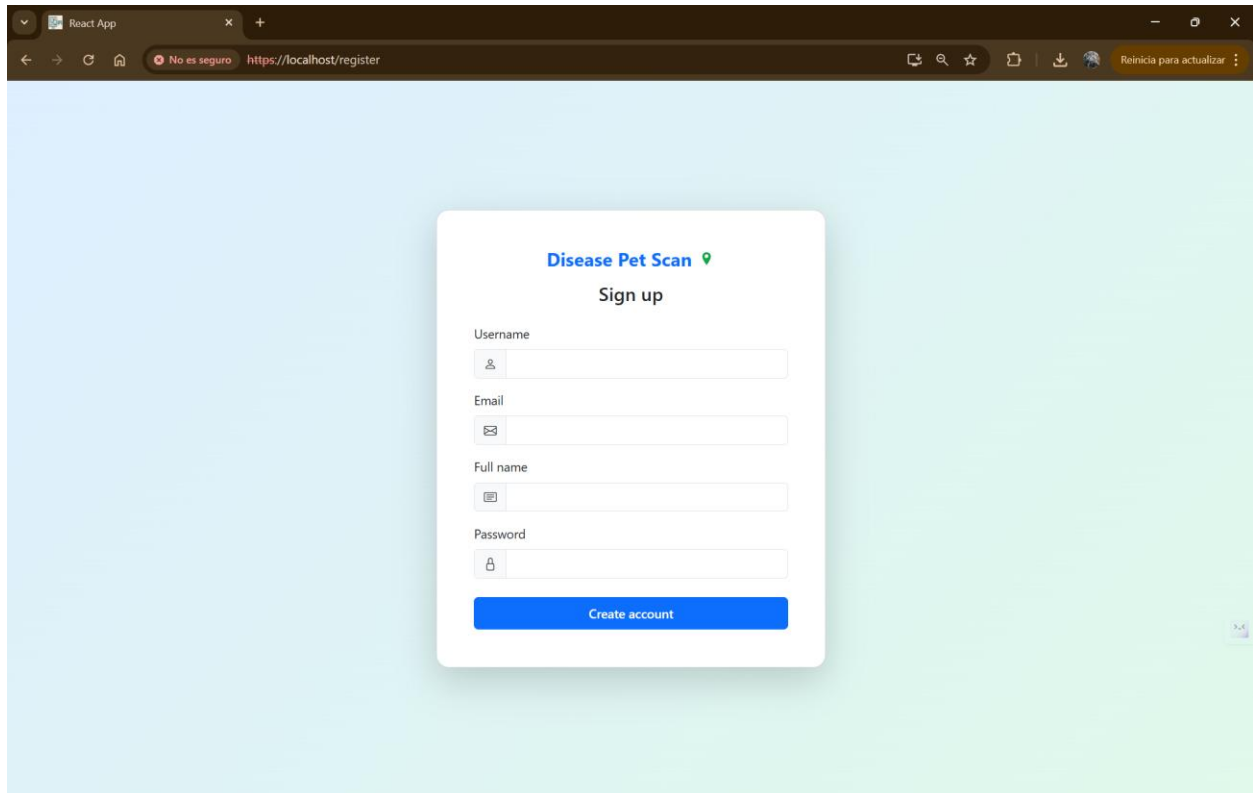 React App
No es seguro https://localhost/register
Reinicia para actualizar
Disease Pet Scan
Sign up
Username
Email
Full name
Password
Create account